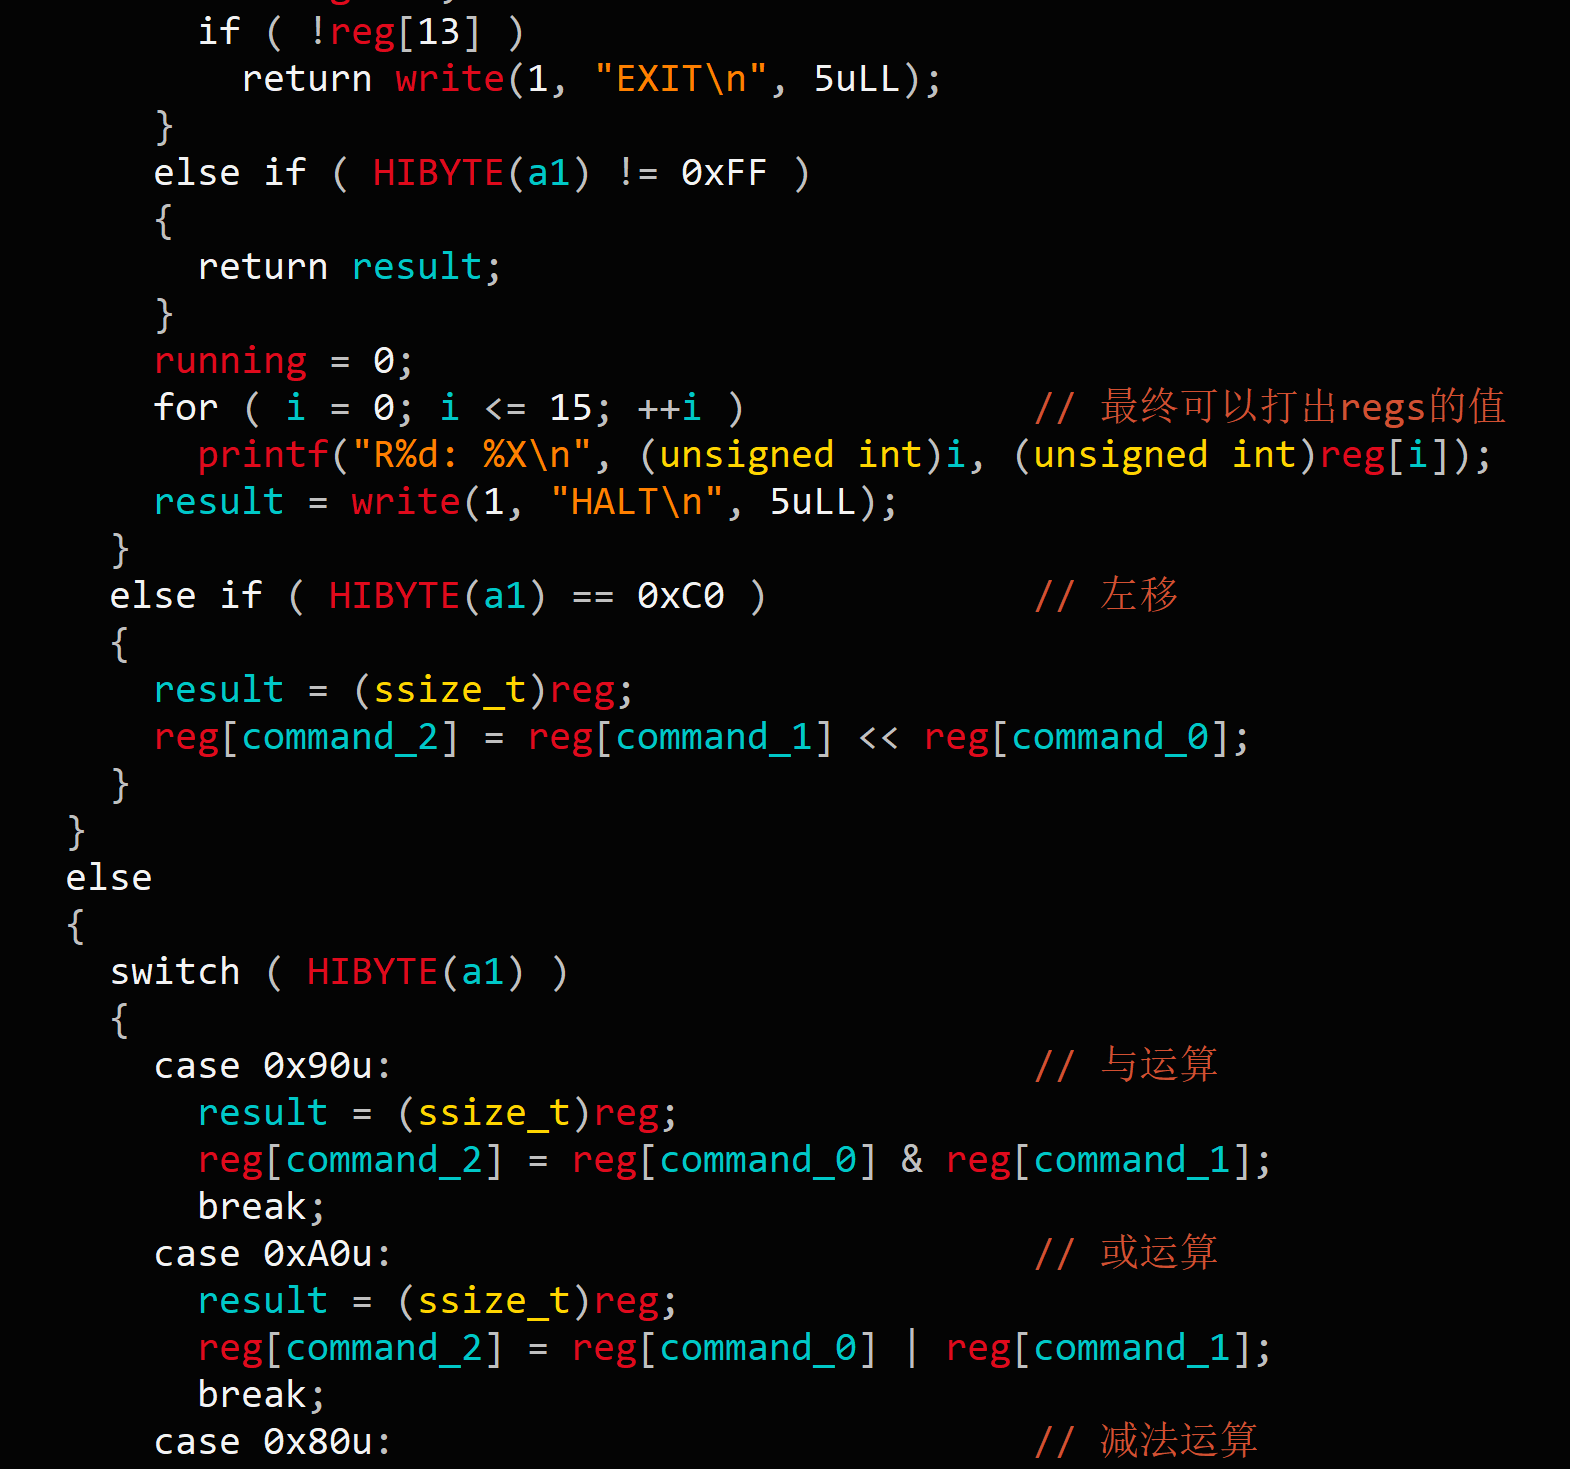 if ( !reg[13] )
return write(1, "EXIT\n", 5uLL);
}
else if ( HIBYTE(a1) != 0xFF )
{
return result;
}
running = 0;
for ( i = 0; i <= 15; ++i ) // 最终可以打出regs的值
printf("R%d: %X\n", (unsigned int)i, (unsigned int)reg[i]);
result = write(1, "HALT\n", 5uLL);
}
else if ( HIBYTE(a1) == 0xC0 ) // 左移
{
result = (ssize_t)reg;
reg[command_2] = reg[command_1] << reg[command_0];
}
}
else
{
switch ( HIBYTE(a1) )
{
case 0x90u: // 与运算
result = (ssize_t)reg;
reg[command_2] = reg[command_0] & reg[command_1];
break;
case 0xA0u: // 或运算
result = (ssize_t)reg;
reg[command_2] = reg[command_0] | reg[command_1];
break;
case 0x80u: // 减法运算